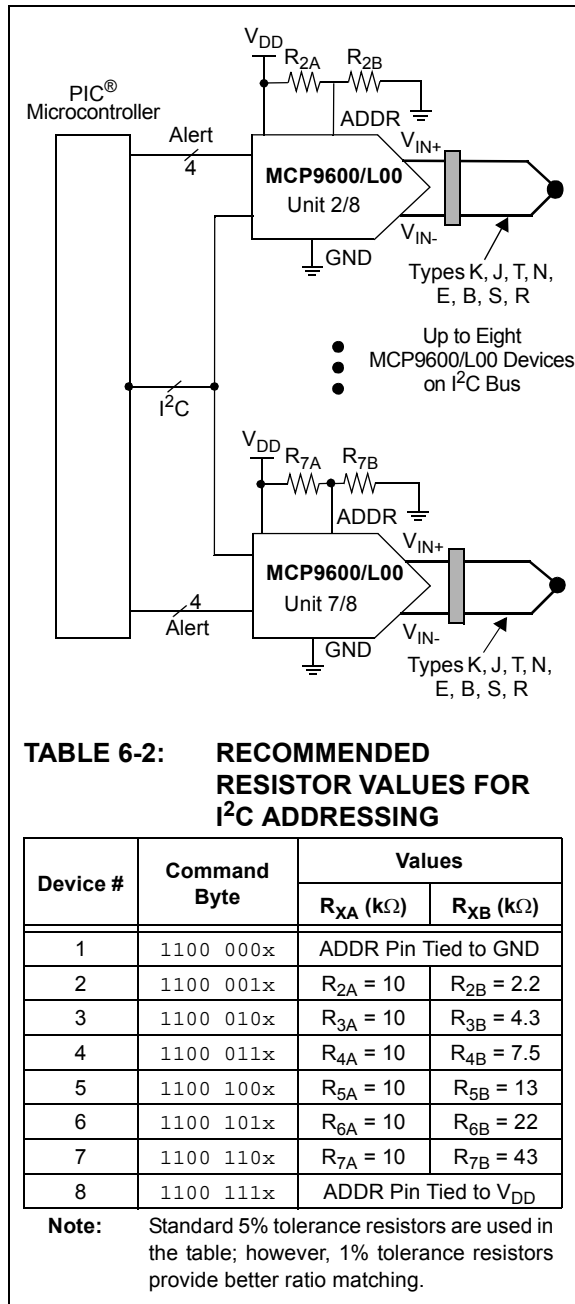 V_DD
R_2A R_2B
PIC®
Microcontroller
ADDR
Alert
4
V_IN+
MCP9600/L00
Unit 2/8
V_IN-
GND
Types K, J, T, N,
E, B, S, R
Up to Eight
MCP9600/L00 Devices
on I²C Bus
I²C
V_DD
R_7A R_7B
ADDR
V_IN+
MCP9600/L00
Unit 7/8
4
Alert
V_IN-
GND
Types K, J, T, N,
E, B, S, R
TABLE 6-2: RECOMMENDED
RESISTOR VALUES FOR
I²C ADDRESSING
Device # Command Byte Values
R_XA (kΩ) R_XB (kΩ)
1 1100 000x ADDR Pin Tied to GND
2 1100 001x R_2A = 10 R_2B = 2.2
3 1100 010x R_3A = 10 R_3B = 4.3
4 1100 011x R_4A = 10 R_4B = 7.5
5 1100 100x R_5A = 10 R_5B = 13
6 1100 101x R_6A = 10 R_6B = 22
7 1100 110x R_7A = 10 R_7B = 43
8 1100 111x ADDR Pin Tied to V_DD
Note: Standard 5% tolerance resistors are used in
the table; however, 1% tolerance resistors
provide better ratio matching.